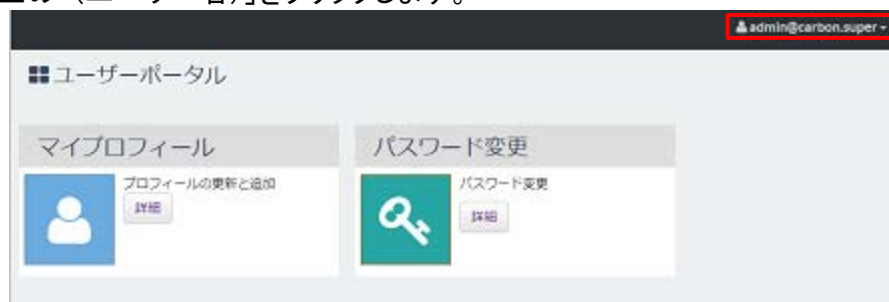 (ユーザー名)」をクリックします。
admin@carbon.super
ユーザーポータル
マイプロフィール
プロフィールの更新と追加
詳細
パスワード変更
パスワード変更
詳細